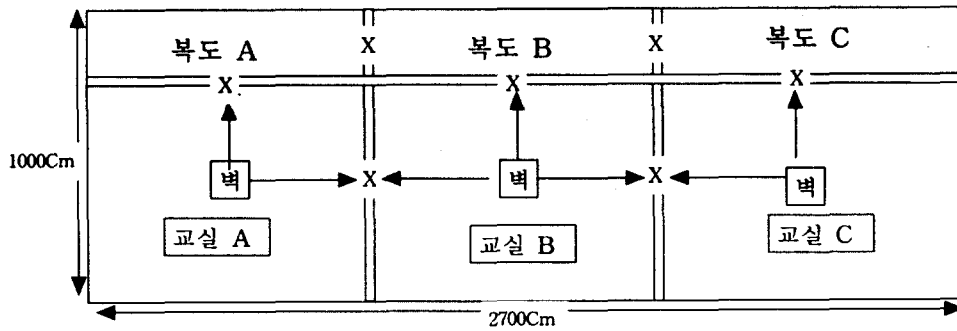 복도 A X 복도 B X 복도 C
X X X
1000Cm
벽 X 벽 X 벽
교실 A 교실 B 교실 C
2700Cm